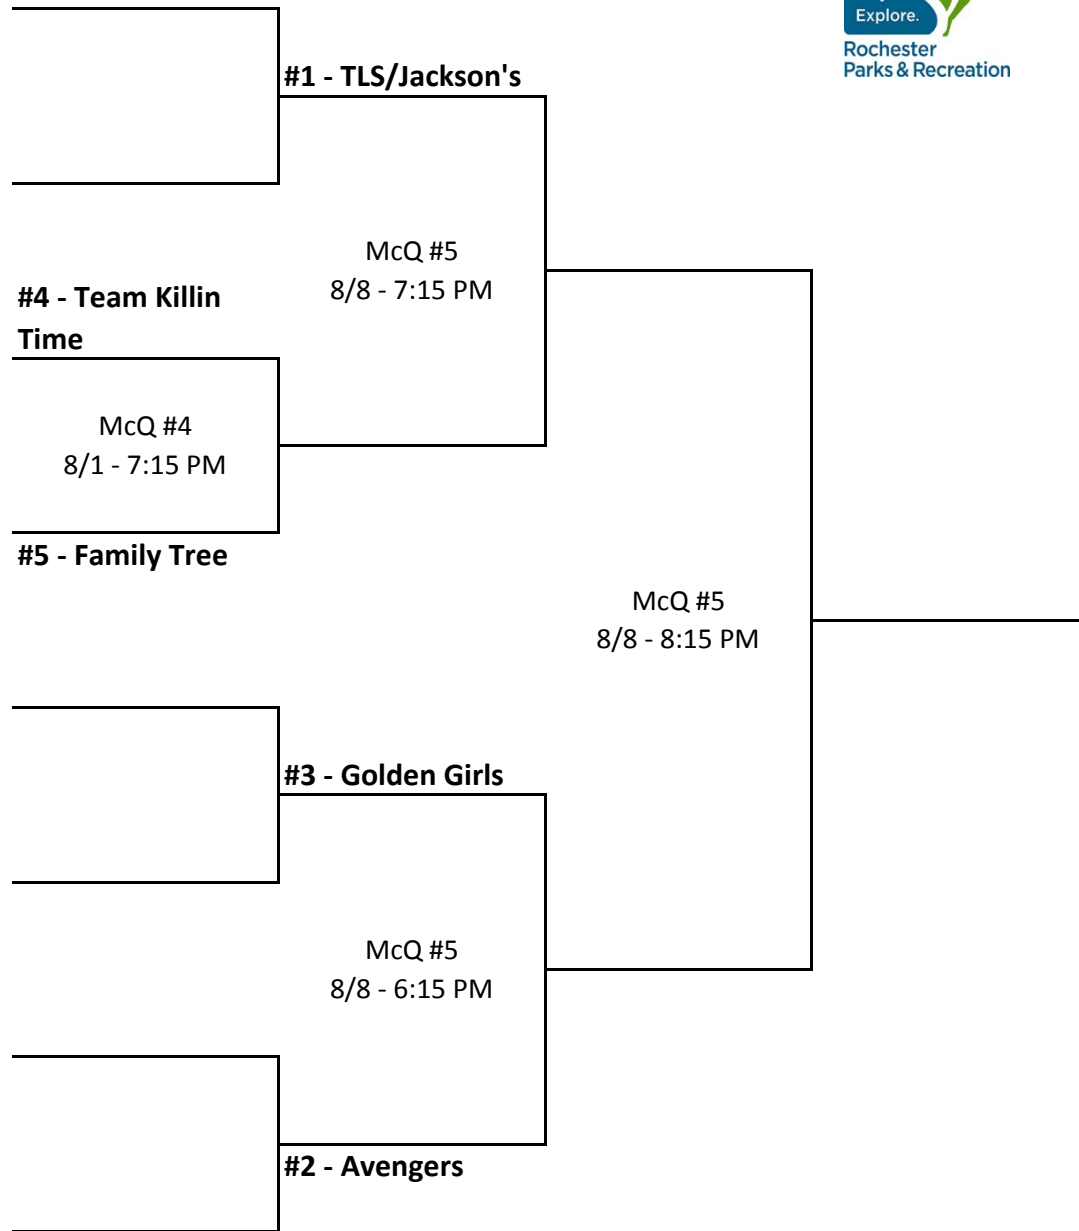 Explore.
Rochester
Parks & Recreation
#1 - TLS/Jackson's
McQ #5
8/8 - 7:15 PM
#4 - Team Killin
Time
McQ #4
8/1 - 7:15 PM
#5 - Family Tree
McQ #5
8/8 - 8:15 PM
#3 - Golden Girls
McQ #5
8/8 - 6:15 PM
#2 - Avengers